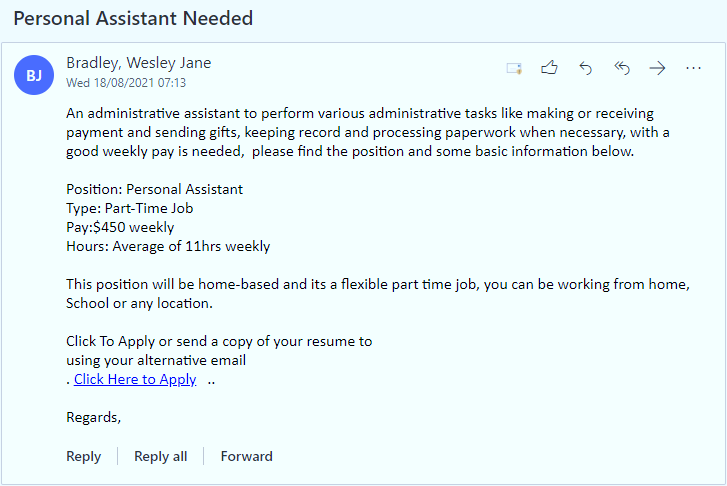 Personal Assistant Needed
BJ
Bradley, Wesley Jane
Wed 18/08/2021 07:13
An administrative assistant to perform various administrative tasks like making or receiving
payment and sending gifts, keeping record and processing paperwork when necessary, with a
good weekly pay is needed,  please find the position and some basic information below.
Position: Personal Assistant
Type: Part-Time Job
Pay:$450 weekly
Hours: Average of 11hrs weekly
This position will be home-based and its a flexible part time job, you can be working from home,
School or any location.
Click To Apply or send a copy of your resume to
using your alternative email
. Click Here to Apply   ..
Regards,
Reply Reply all Forward